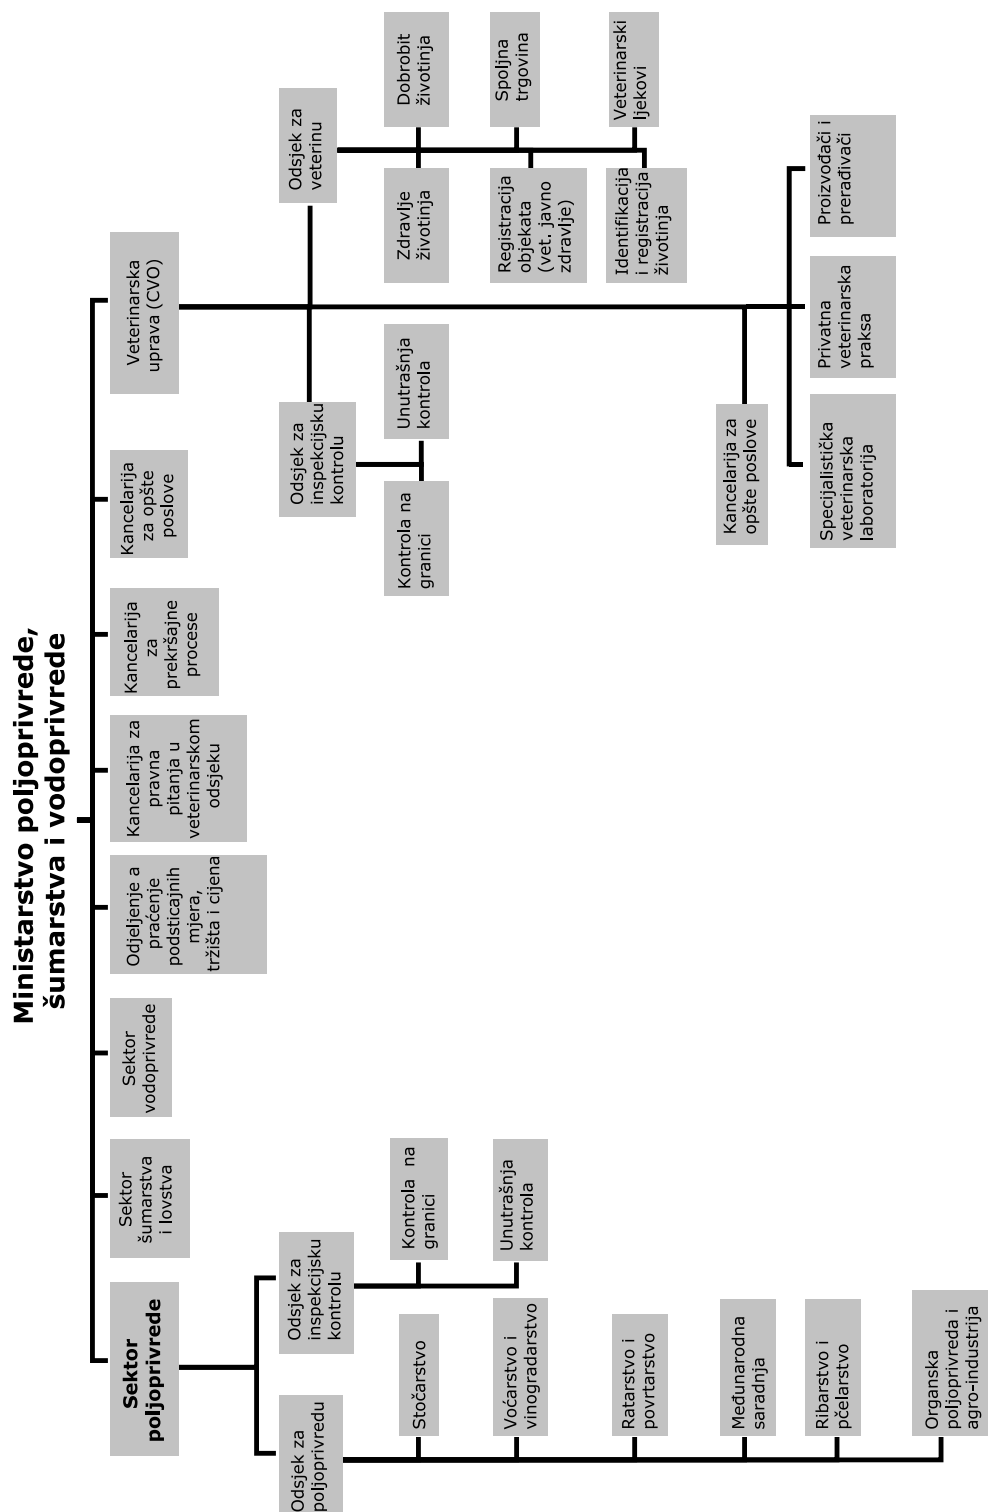 Ministarstvo poljoprivrede,
šumarstva i vodoprivrede
Sektor
poljoprivrede
Sektor
šumarstva
i lovstva
Sektor
vodoprivrede
Odjeljenje a
praćenje
podsticajnih
mjera,
tržišta i cijena
Kancelarija za
pravna
pitanja u
veterinarskom
odsjeku
Kancelarija
za
prekršajne
procese
Kancelarija
za opšte
poslove
Veterinarska
uprava (CVO)
Odsjek za
poljoprivredu
Odsjek za
inspekcijsku
kontrolu
Odsjek za
inspekcijsku
kontrolu
Odsjek za
veterinu
Stočarstvo
Kontrola na
granici
Kontrola na
granici
Unutrašnja
kontrola
Zdravlje
životinja
Dobrobit
životinja
Voćarstvo i
vinogradarstvo
Unutrašnja
kontrola
Registracija
objekata
(vet. javno
zdravlje)
Spoljna
trgovina
Ratarstvo i
povrtarstvo
Identifikacija
i registracija
životinja
Veterinarski
ljekovi
Međunarodna
saradnja
Kancelarija za
opšte poslove
Ribarstvo i
pčelarstvo
Specijalistička
veterinarska
laboratorija
Privatna
veterinarska
praksa
Proizvođači i
prerađivači
Organska
poljoprivreda i
agro-industrija